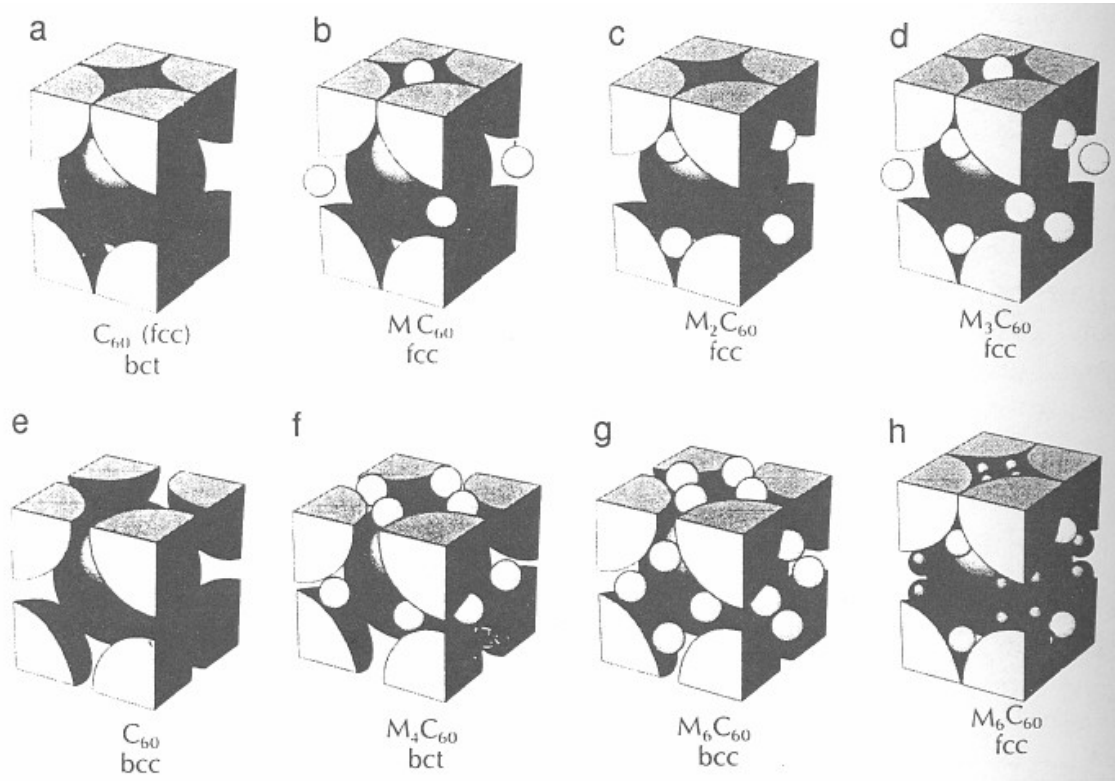 a
b
c
d
C₆₀ (fcc)
bct
M C₆₀
fcc
M₂C₆₀
fcc
M₃C₆₀
fcc
e
f
g
h
C₆₀
bcc
M₄C₆₀
bct
M₆C₆₀
bcc
M₆C₆₀
fcc